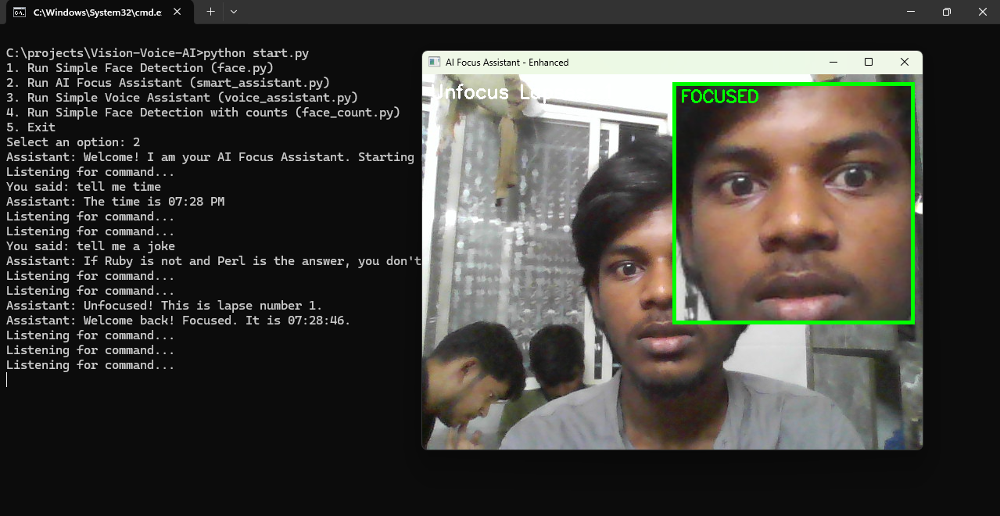 C:\Windows\System32\cmd.e
C:\projects\Vision-Voice-AI>python start.py
1. Run Simple Face Detection (face.py)
2. Run AI Focus Assistant (smart_assistant.py)
3. Run Simple Voice Assistant (voice_assistant.py)
4. Run Simple Face Detection with counts (face_count.py)
5. Exit
Select an option: 2
Assistant: Welcome! I am your AI Focus Assistant. Starting
Listening for command...
You said: tell me time
Assistant: The time is 07:28 PM
Listening for command...
Listening for command...
You said: tell me a joke
Assistant: If Ruby is not and Perl is the answer, you don't
Listening for command...
Listening for command...
Assistant: Unfocused! This is lapse number 1.
Assistant: Welcome back! Focused. It is 07:28:46.
Listening for command...
Listening for command...
Listening for command...
AI Focus Assistant - Enhanced
Unfocus
FOCUSED